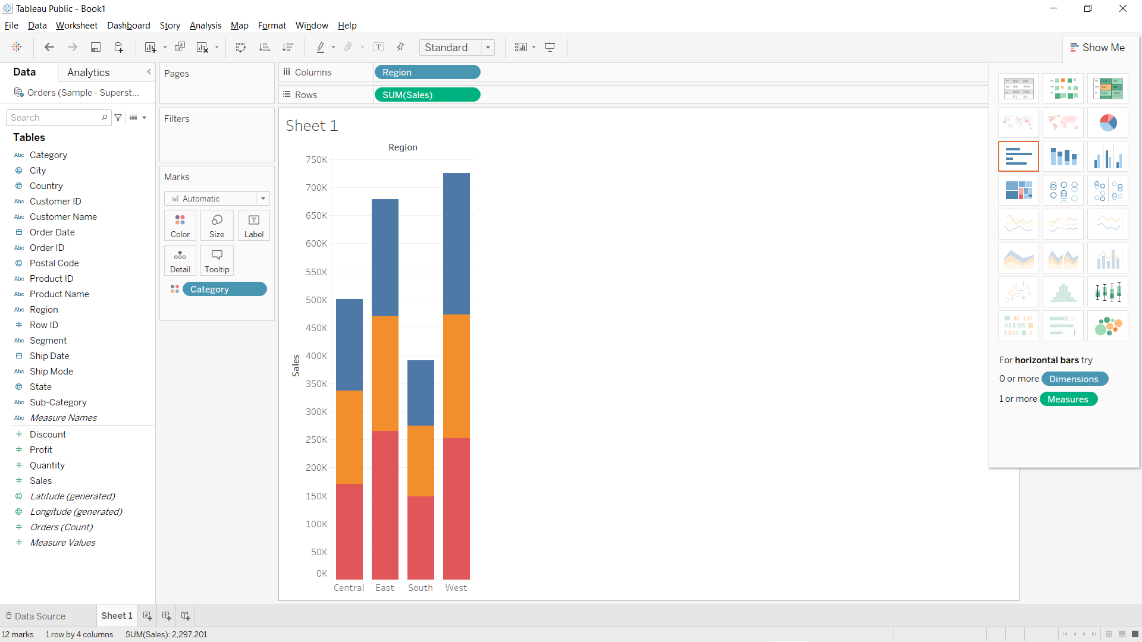 Tableau Public - Book1
File Data Worksheet Dashboard Story Analysis Map Format Window Help
Standard
Show Me
Data Analytics
Orders (Sample - Superst...
Search
Tables
Category
City
Country
Customer ID
Customer Name
Order Date
Order ID
Postal Code
Product ID
Product Name
Region
Row ID
Segment
Ship Date
Ship Mode
State
Sub-Category
Measure Names
Discount
Profit
Quantity
Sales
Latitude (generated)
Longitude (generated)
Orders (Count)
Measure Values
Pages
Filters
Marks
Automatic
Color Size Label
Detail Tooltip
Category
Columns Region
Rows SUM(Sales)
Sheet 1
Region
Sales
750K
700K
650K
600K
550K
500K
450K
400K
350K
300K
250K
200K
150K
100K
50K
0K
Central East South West
For horizontal bars try
0 or more Dimensions
1 or more Measures
Data Source Sheet 1
12 marks 1 row by 4 columns SUM(Sales): 2,297,201